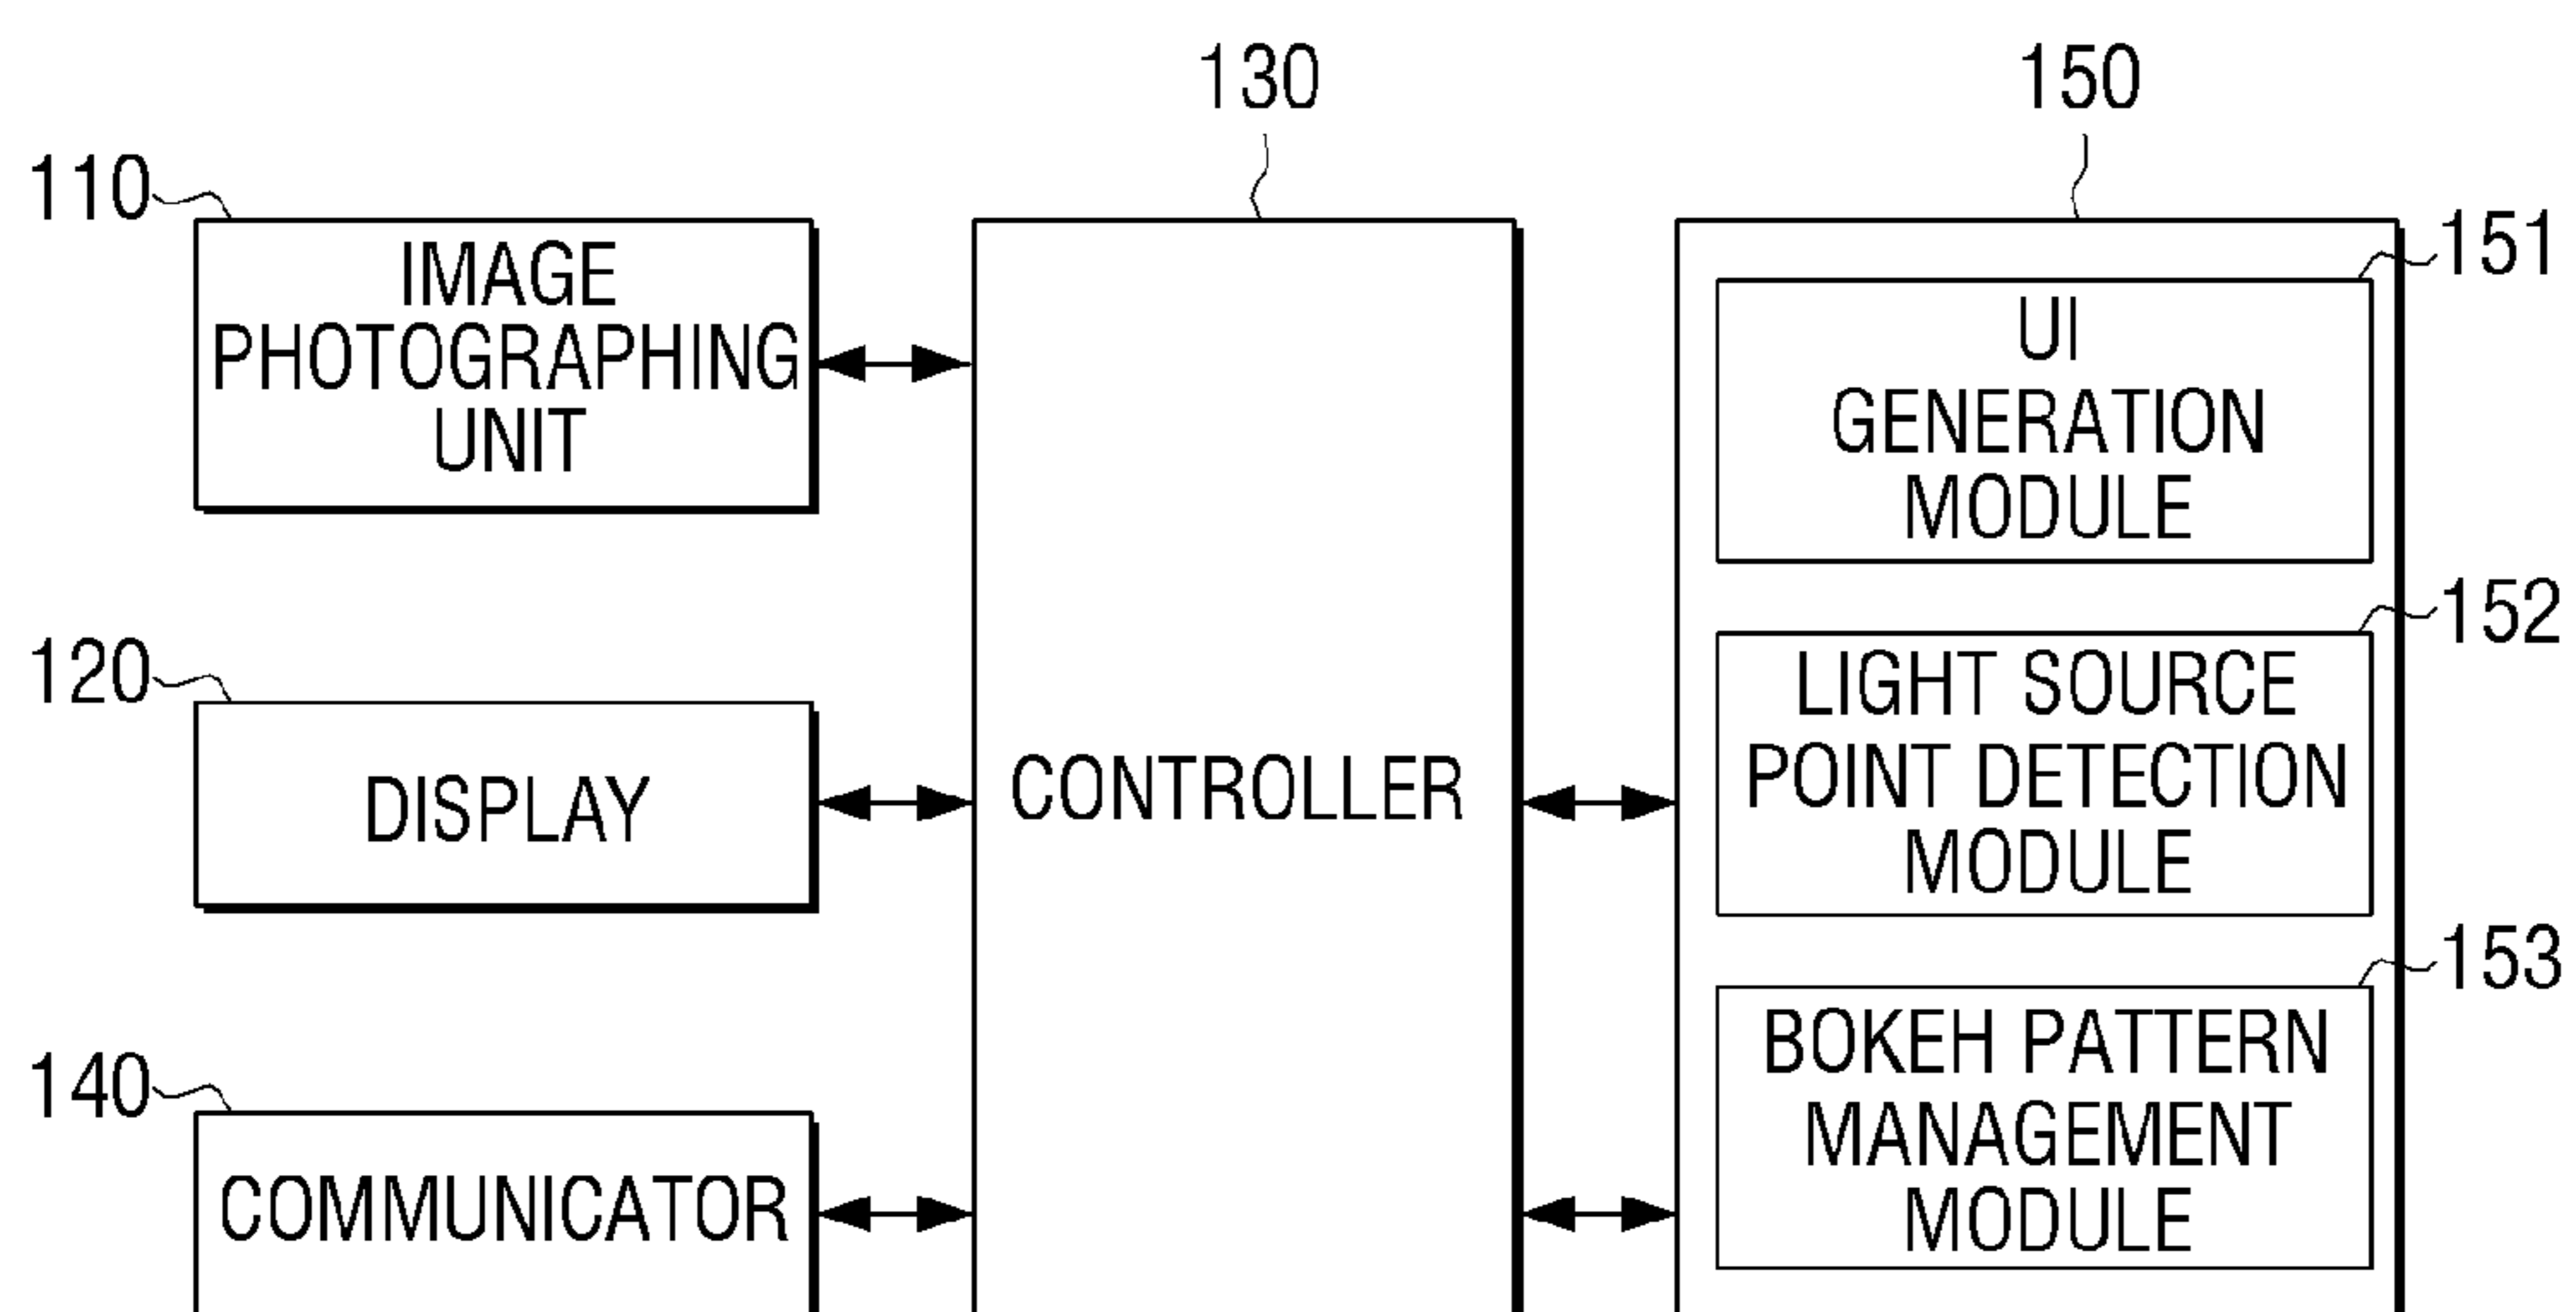 130
150
110
IMAGE
PHOTOGRAPHING
UNIT
151
UI
GENERATION
MODULE
120
DISPLAY
CONTROLLER
152
LIGHT SOURCE
POINT DETECTION
MODULE
140
COMMUNICATOR
153
BOKEH PATTERN
MANAGEMENT
MODULE